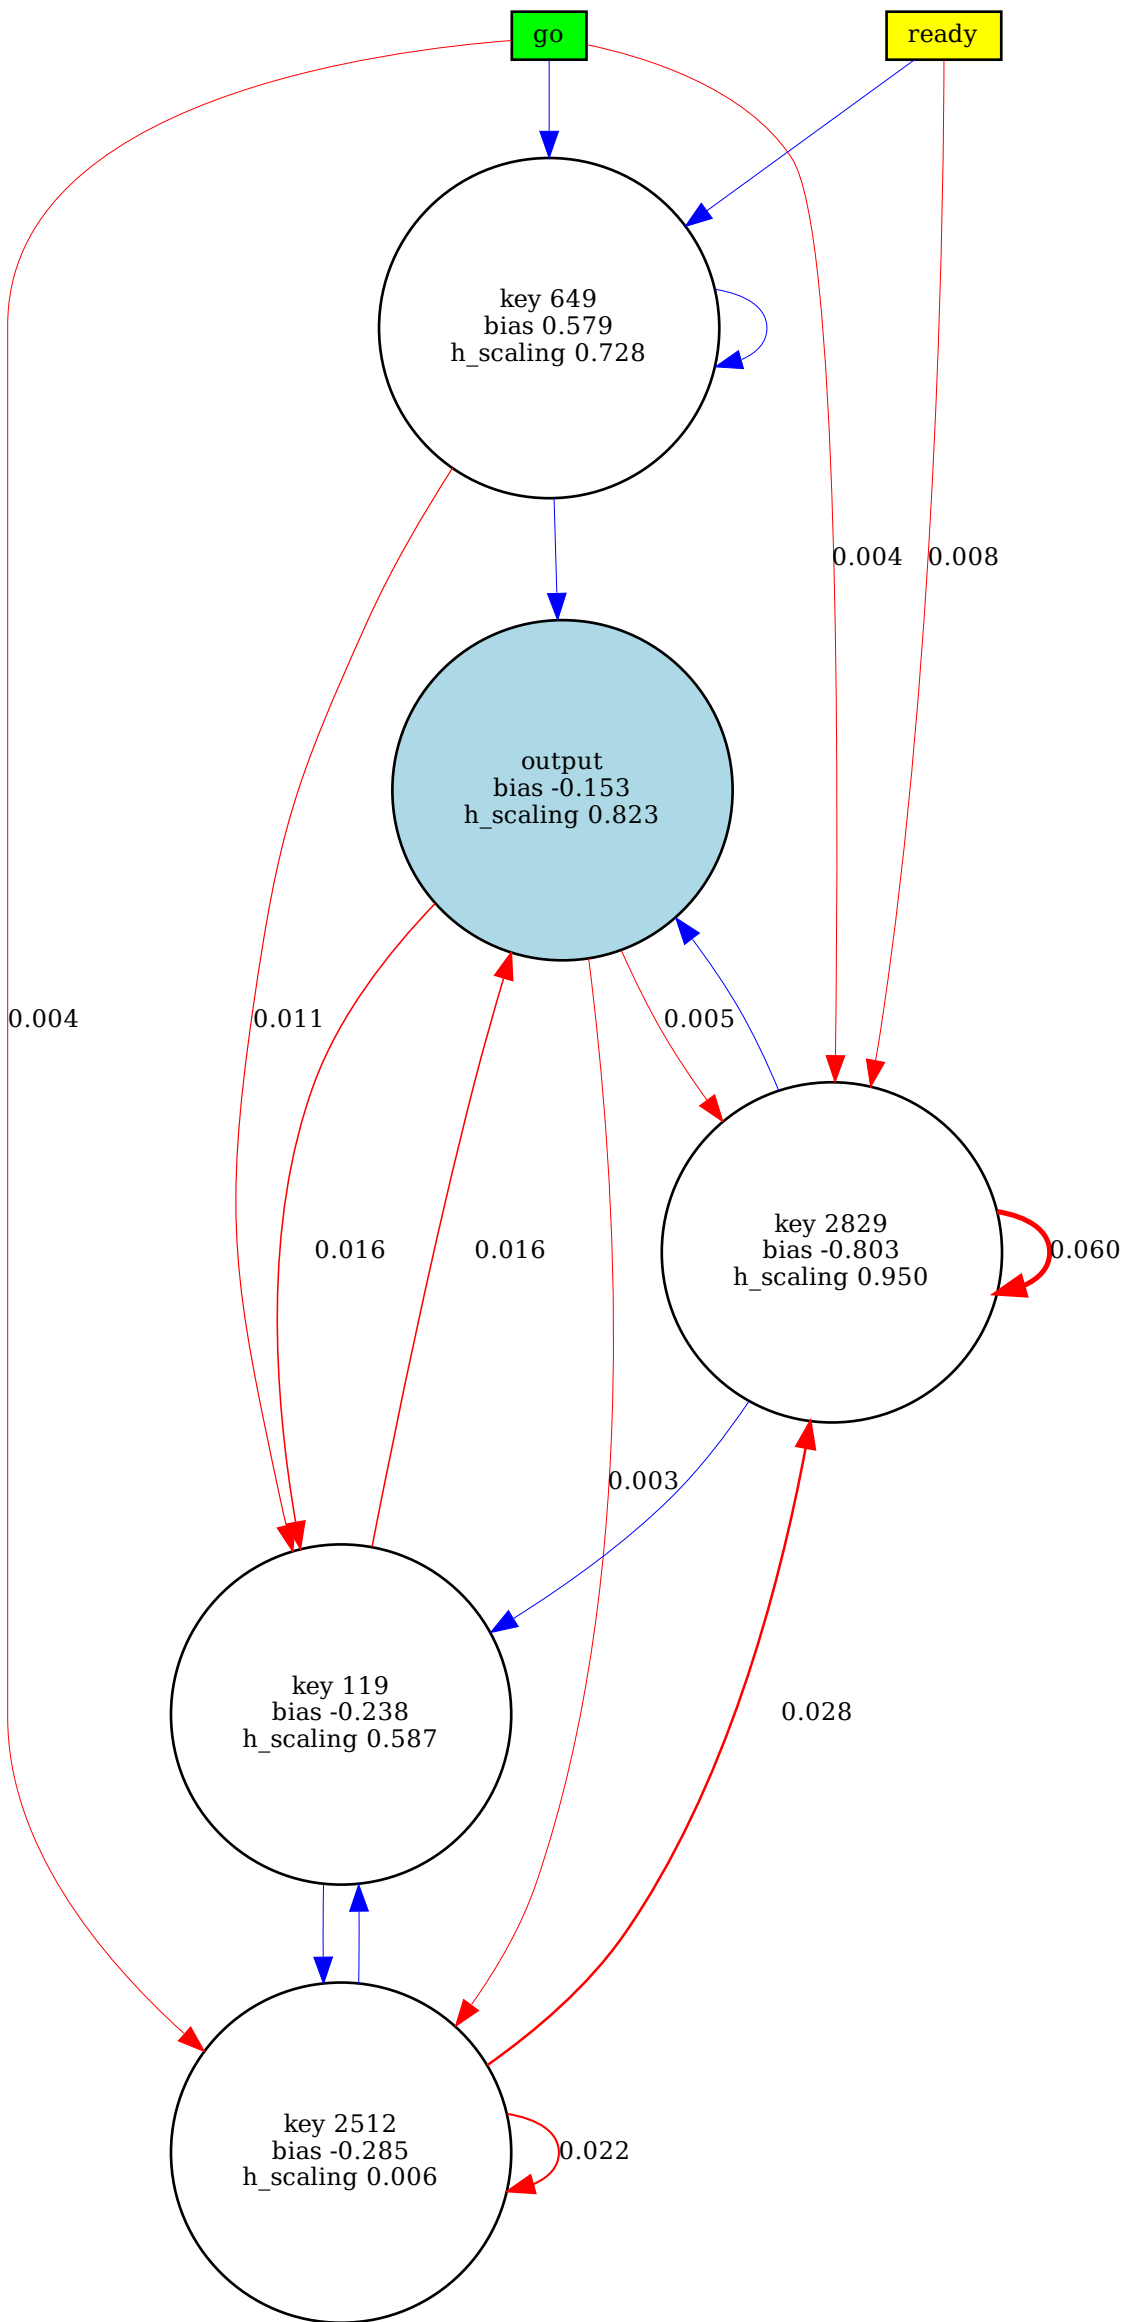 go
ready
key 649
bias 0.579
h_scaling 0.728
0.004
0.008
output
bias -0.153
h_scaling 0.823
0.004
0.011
0.005
key 2829
bias -0.803
h_scaling 0.950
0.016
0.016
0.060
0.003
key 119
bias -0.238
h_scaling 0.587
0.028
key 2512
bias -0.285
h_scaling 0.006
0.022